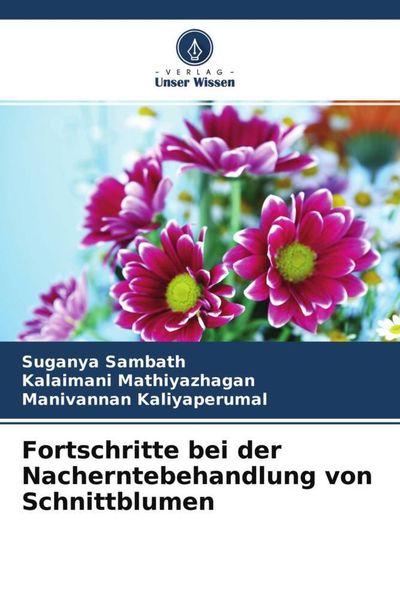 - VERLAG -
Unser Wissen
Suganya Sambath
Kalaimani Mathiyazhagan
Manivannan Kaliyaperumal
Fortschritte bei der
Nacherntebehandlung von
Schnittblumen